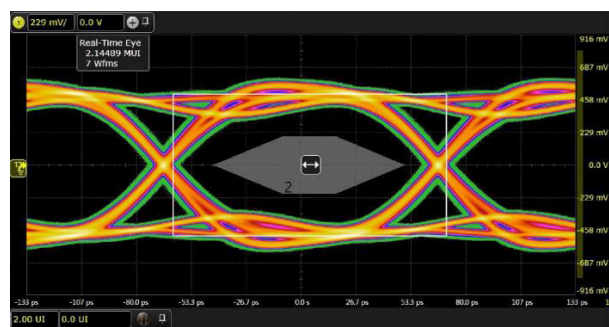 1 229 mV/ 0.0 V +
Real-Time Eye
2.14489 MUI
7 Wfms
916 mV
687 mV
458 mV
229 mV
0.0 V
-229 mV
-458 mV
-687 mV
-916 mV
2
-133 ps -107 ps -80.0 ps -53.3 ps -26.7 ps 0.0 s 26.7 ps 53.3 ps 80.0 ps 107 ps 133 ps
2.00 UI 0.0 UI